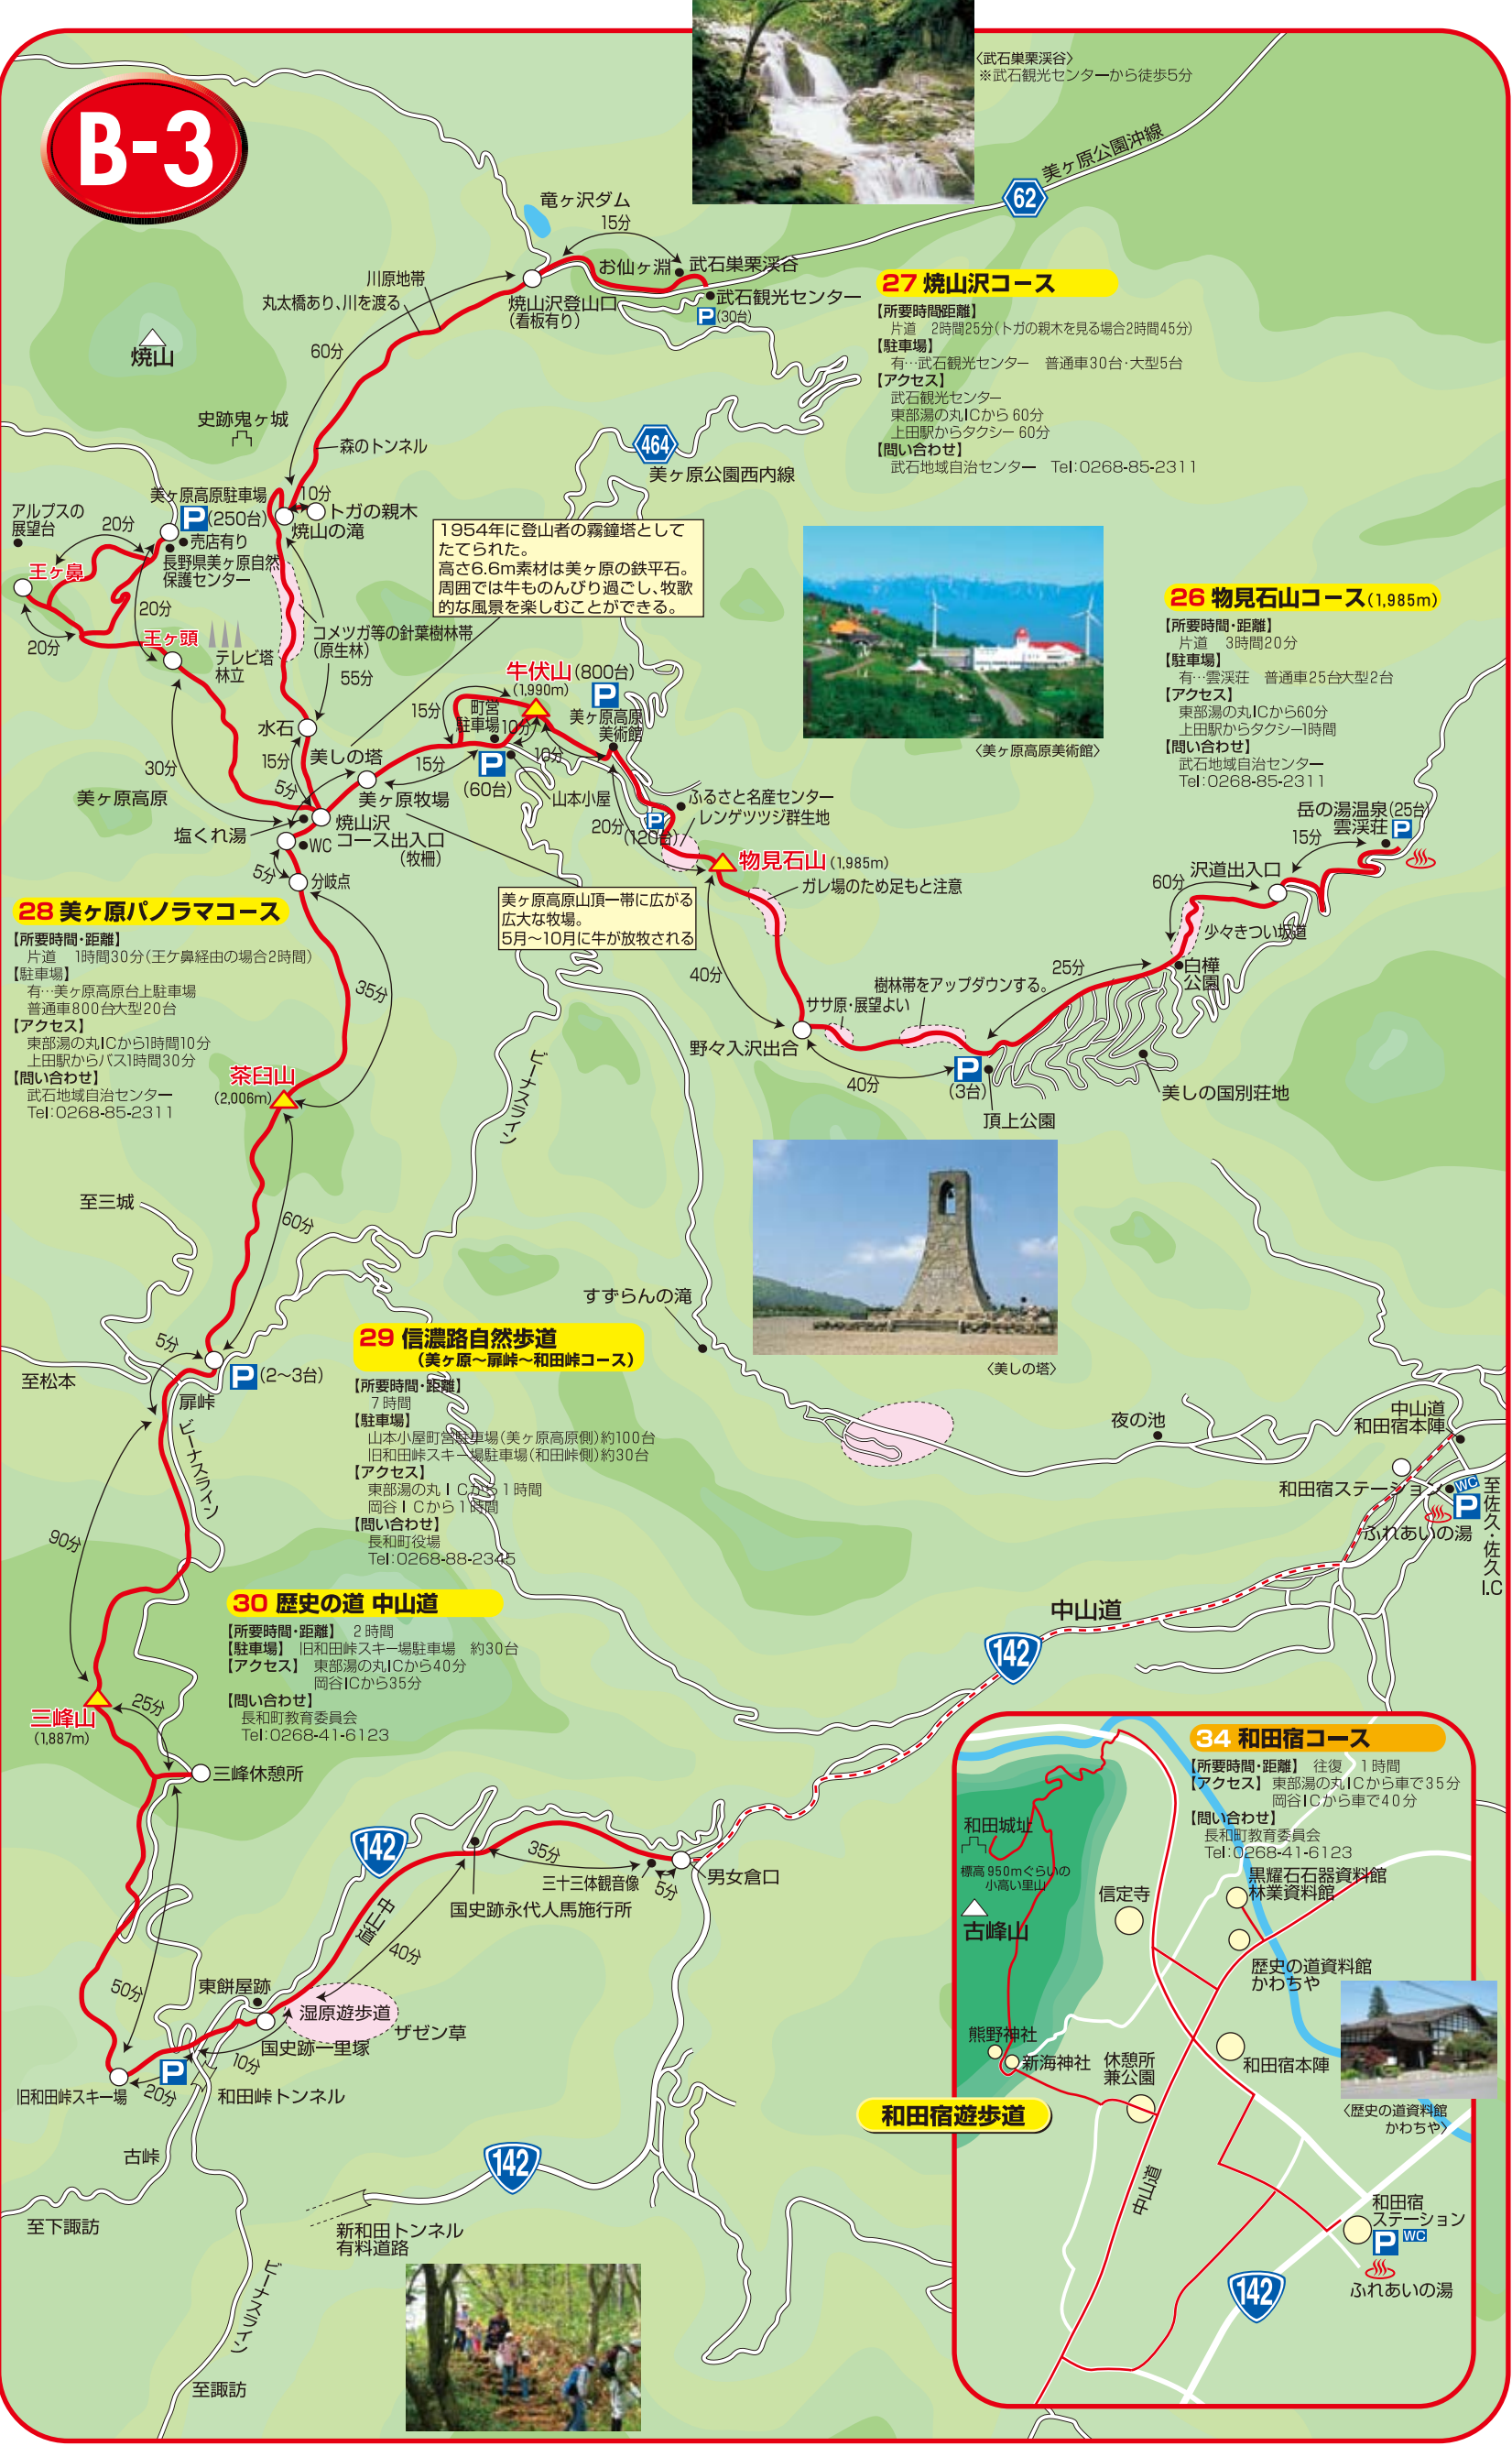 B-3
〈武石巣栗渓谷〉
※武石観光センターから徒歩5分
美ヶ原公園沖線
62
竜ヶ沢ダム
15分
お仙ヶ淵
武石巣栗渓谷
武石観光センター
P(30台)
焼山沢登山口
(看板有り)
川原地帯
丸太橋あり、川を渡る
60分
焼山
史跡鬼ヶ城
森のトンネル
27 焼山沢コース
【所要時間距離】
片道 2時間25分(トガの親木を見る場合2時間45分)
【駐車場】
有…武石観光センター 普通車30台・大型5台
【アクセス】
武石観光センター
東部湯の丸ICから60分
上田駅からタクシー60分
【問い合わせ】
武石地域自治センター Tel:0268-85-2311
464
美ヶ原公園西内線
10分
トガの親木
焼山の滝
美ヶ原高原駐車場
P(250台)
売店有り
長野県美ヶ原自然
保護センター
アルプスの
展望台
20分
王ヶ鼻
20分
20分
王ヶ頭
テレビ塔
林立
コメツガ等の針葉樹林帯
(原生林)
55分
1954年に登山者の霧鐘塔として
たてられた。
高さ6.6m素材は美ヶ原の鉄平石。
周囲では牛ものんびり過ごし、牧歌
的な風景を楽しむことができる。
〈美ヶ原高原美術館〉
26 物見石山コース(1,985m)
【所要時間・距離】
片道 3時間20分
【駐車場】
有…雲渓荘 普通車25台大型2台
【アクセス】
東部湯の丸ICから60分
上田駅からタクシー1時間
【問い合わせ】
武石地域自治センター
Tel:0268-85-2311
牛伏山(800台)
(1,990m)
P
美ヶ原高原
美術館
町営
駐車場
15分
10分
10分
P
(60台)
山本小屋
水石
15分
美しの塔
15分
美ヶ原牧場
5分
30分
美ヶ原高原
塩くれ湯
焼山沢
コース出入口
(牧柵)
WC
5分
分岐点
ふるさと名産センター
レンゲツツジ群生地
20分
P
(120台)
物見石山(1,985m)
ガレ場のため足もと注意
美ヶ原高原山頂一帯に広がる
広大な牧場。
5月～10月に牛が放牧される
岳の湯温泉(25台)
雲渓荘 P
15分
沢道出入口
60分
少々きつい坂道
白樺
公園
25分
樹林帯をアップダウンする。
ササ原・展望よい
40分
野々入沢出合
40分
P
(3台)
頂上公園
美しの国別荘地
28 美ヶ原パノラマコース
【所要時間・距離】
片道 1時間30分(王ケ鼻経由の場合2時間)
【駐車場】
有…美ヶ原高原台上駐車場
普通車800台大型20台
【アクセス】
東部湯の丸ICから1時間10分
上田駅からバス1時間30分
【問い合わせ】
武石地域自治センター
Tel:0268-85-2311
35分
茶臼山
(2,006m)
ビーナスライン
至三城
60分
すずらんの滝
〈美しの塔〉
5分
P(2～3台)
至松本
扉峠
ビーナスライン
29 信濃路自然歩道
(美ヶ原～扉峠～和田峠コース)
【所要時間・距離】
7時間
【駐車場】
山本小屋町営駐車場(美ヶ原高原側)約100台
旧和田峠スキー場駐車場(和田峠側)約30台
【アクセス】
東部湯の丸ICから1時間
岡谷ICから1時間
【問い合わせ】
長和町役場
Tel:0268-88-2345
夜の池
中山道
和田宿本陣
和田宿ステーション
WC
P
ふれあいの湯
至佐久・佐久I.C
90分
30 歴史の道 中山道
【所要時間・距離】 2時間
【駐車場】 旧和田峠スキー場駐車場 約30台
【アクセス】 東部湯の丸ICから40分
岡谷ICから35分
【問い合わせ】
長和町教育委員会
Tel:0268-41-6123
中山道
142
三峰山
(1,887m)
25分
三峰休憩所
142
35分
三十三体観音像
5分
男女倉口
国史跡永代人馬施行所
中山道
40分
50分
東餅屋跡
湿原遊歩道
ザゼン草
国史跡一里塚
10分
P
20分
旧和田峠スキー場
和田峠トンネル
古峠
至下諏訪
142
新和田トンネル
有料道路
ビーナスライン
至諏訪
34 和田宿コース
【所要時間・距離】 往復 1時間
【アクセス】 東部湯の丸ICから車で35分
岡谷ICから車で40分
【問い合わせ】
長和町教育委員会
Tel:0268-41-6123
和田城址
標高950mぐらいの
小高い里山
古峰山
信定寺
黒耀石石器資料館
林業資料館
歴史の道資料館
かわちや
熊野神社
新海神社
休憩所
兼公園
和田宿本陣
〈歴史の道資料館
かわちや〉
和田宿遊歩道
中山道
和田宿
ステーション
P WC
ふれあいの湯
142